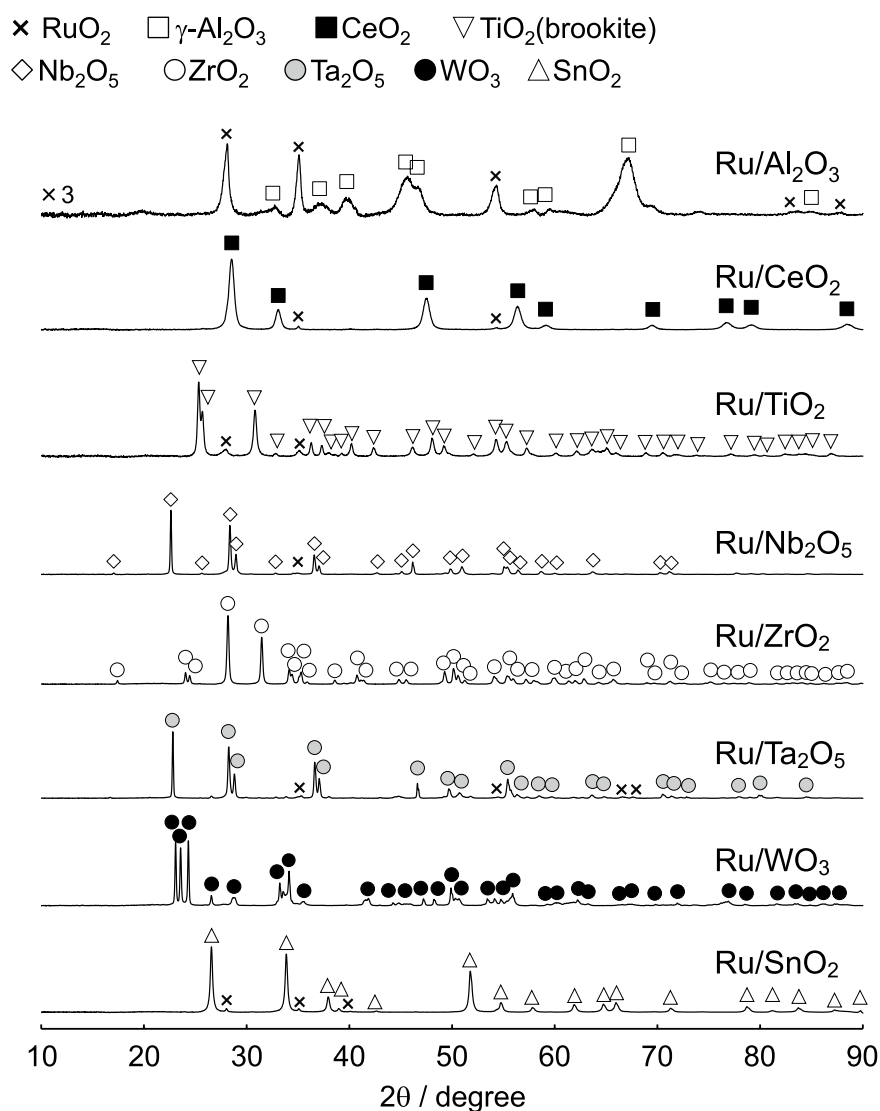 × RuO₂ □ γ-Al₂O₃ ■ CeO₂ ▽ TiO₂(brookite)
◇ Nb₂O₅ ○ ZrO₂ ● Ta₂O₅ ● WO₃ △ SnO₂
Ru/Al₂O₃
× 3
Ru/CeO₂
Ru/TiO₂
Ru/Nb₂O₅
Ru/ZrO₂
Ru/Ta₂O₅
Ru/WO₃
Ru/SnO₂
10 20 30 40 50 60 70 80 90
2θ / degree